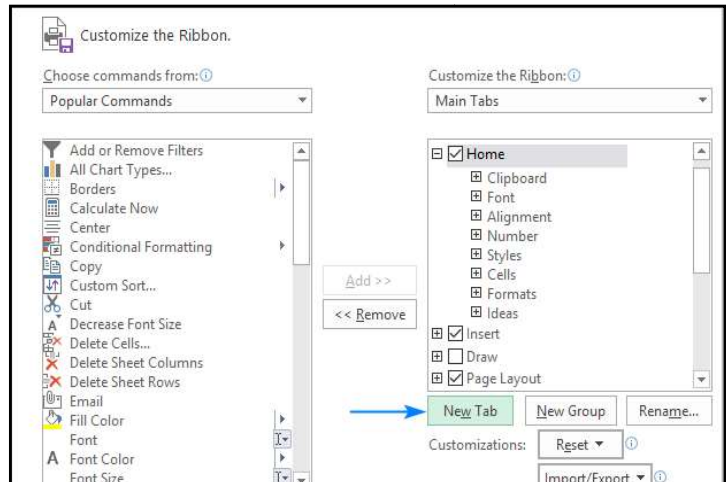 Customize the Ribbon.
Choose commands from:
Popular Commands
Add or Remove Filters
All Chart Types...
Borders
Calculate Now
Center
Conditional Formatting
Copy
Custom Sort...
Cut
Decrease Font Size
Delete Cells...
Delete Sheet Columns
Delete Sheet Rows
Email
Fill Color
Font
Font Color
Font Size
Add >>
<< Remove
Customize the Ribbon:
Main Tabs
Home
Clipboard
Font
Alignment
Number
Styles
Cells
Formats
Ideas
Insert
Draw
Page Layout
New Tab New Group Rename...
Customizations: Reset
Import/Export